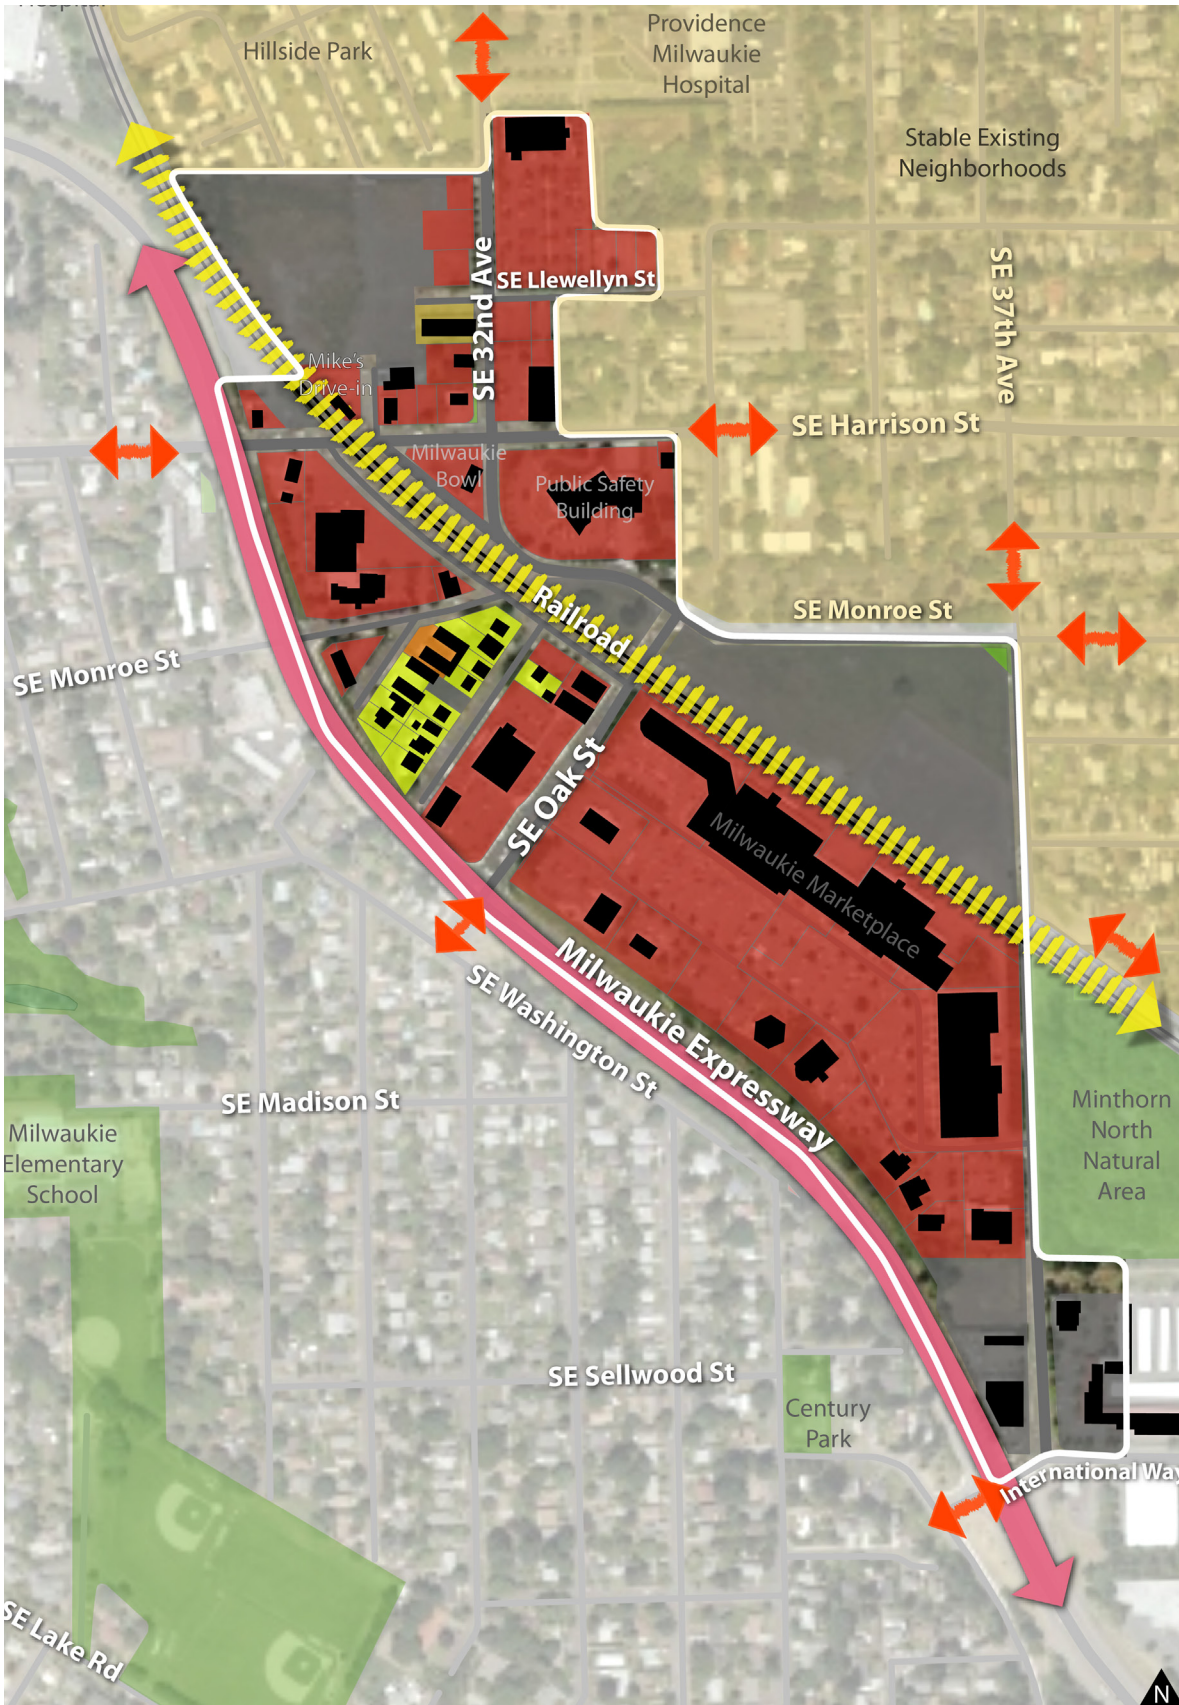 Hospital
Hillside Park
Providence
Milwaukie
Hospital
Stable Existing
Neighborhoods
SE 32nd Ave
SE Llewellyn St
SE 37th Ave
Mike's
Drive-in
SE Harrison St
Milwaukie
Bowl
Public Safety
Building
Railroad
SE Monroe St
SE Monroe St
SE Oak St
Milwaukie Marketplace
Milwaukie Expressway
SE Washington St
SE Madison St
Milwaukie
Elementary
School
Minthorn
North
Natural
Area
SE Sellwood St
Century
Park
International Way
SE Lake Rd
N